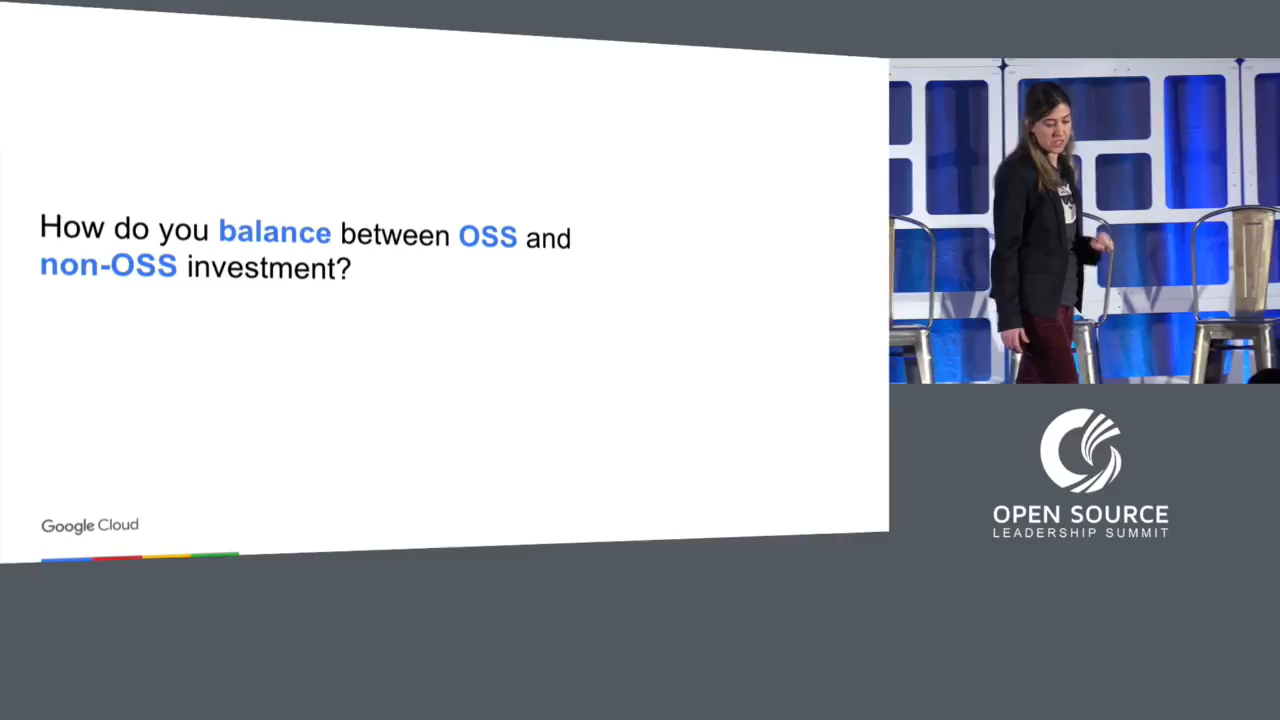 How do you balance between OSS and
non-OSS investment?
Google Cloud
OPEN SOURCE
LEADERSHIP SUMMIT